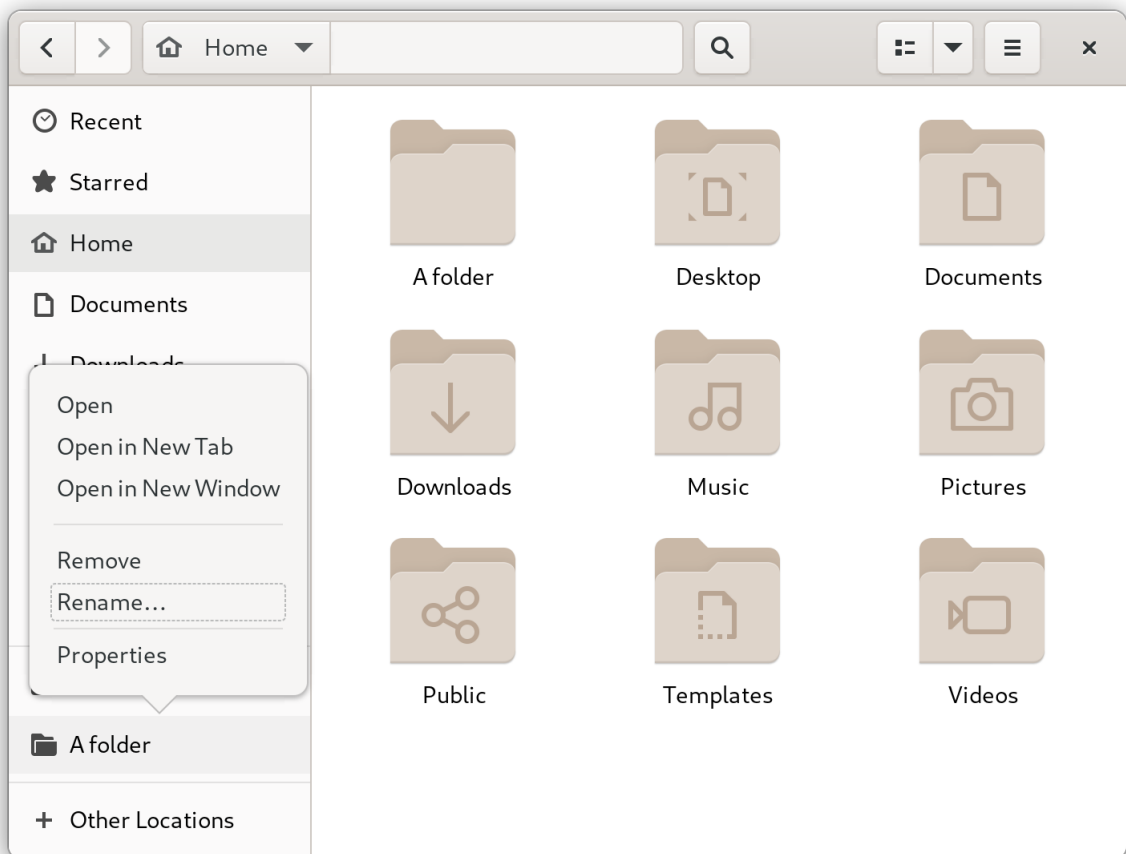 Home
Recent
Starred
Home
Documents
Downloads
Open
Open in New Tab
Open in New Window
Remove
Rename…
Properties
A folder
Other Locations
A folder
Desktop
Documents
Downloads
Music
Pictures
Public
Templates
Videos